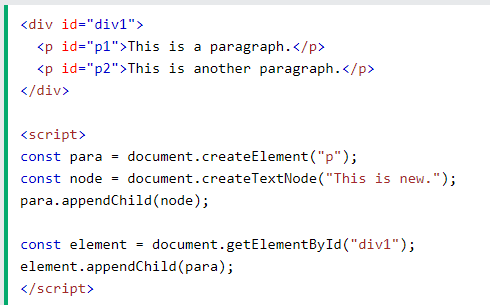 <div id="div1">
  <p id="p1">This is a paragraph.</p>
  <p id="p2">This is another paragraph.</p>
</div>

<script>
const para = document.createElement("p");
const node = document.createTextNode("This is new.");
para.appendChild(node);

const element = document.getElementById("div1");
element.appendChild(para);
</script>